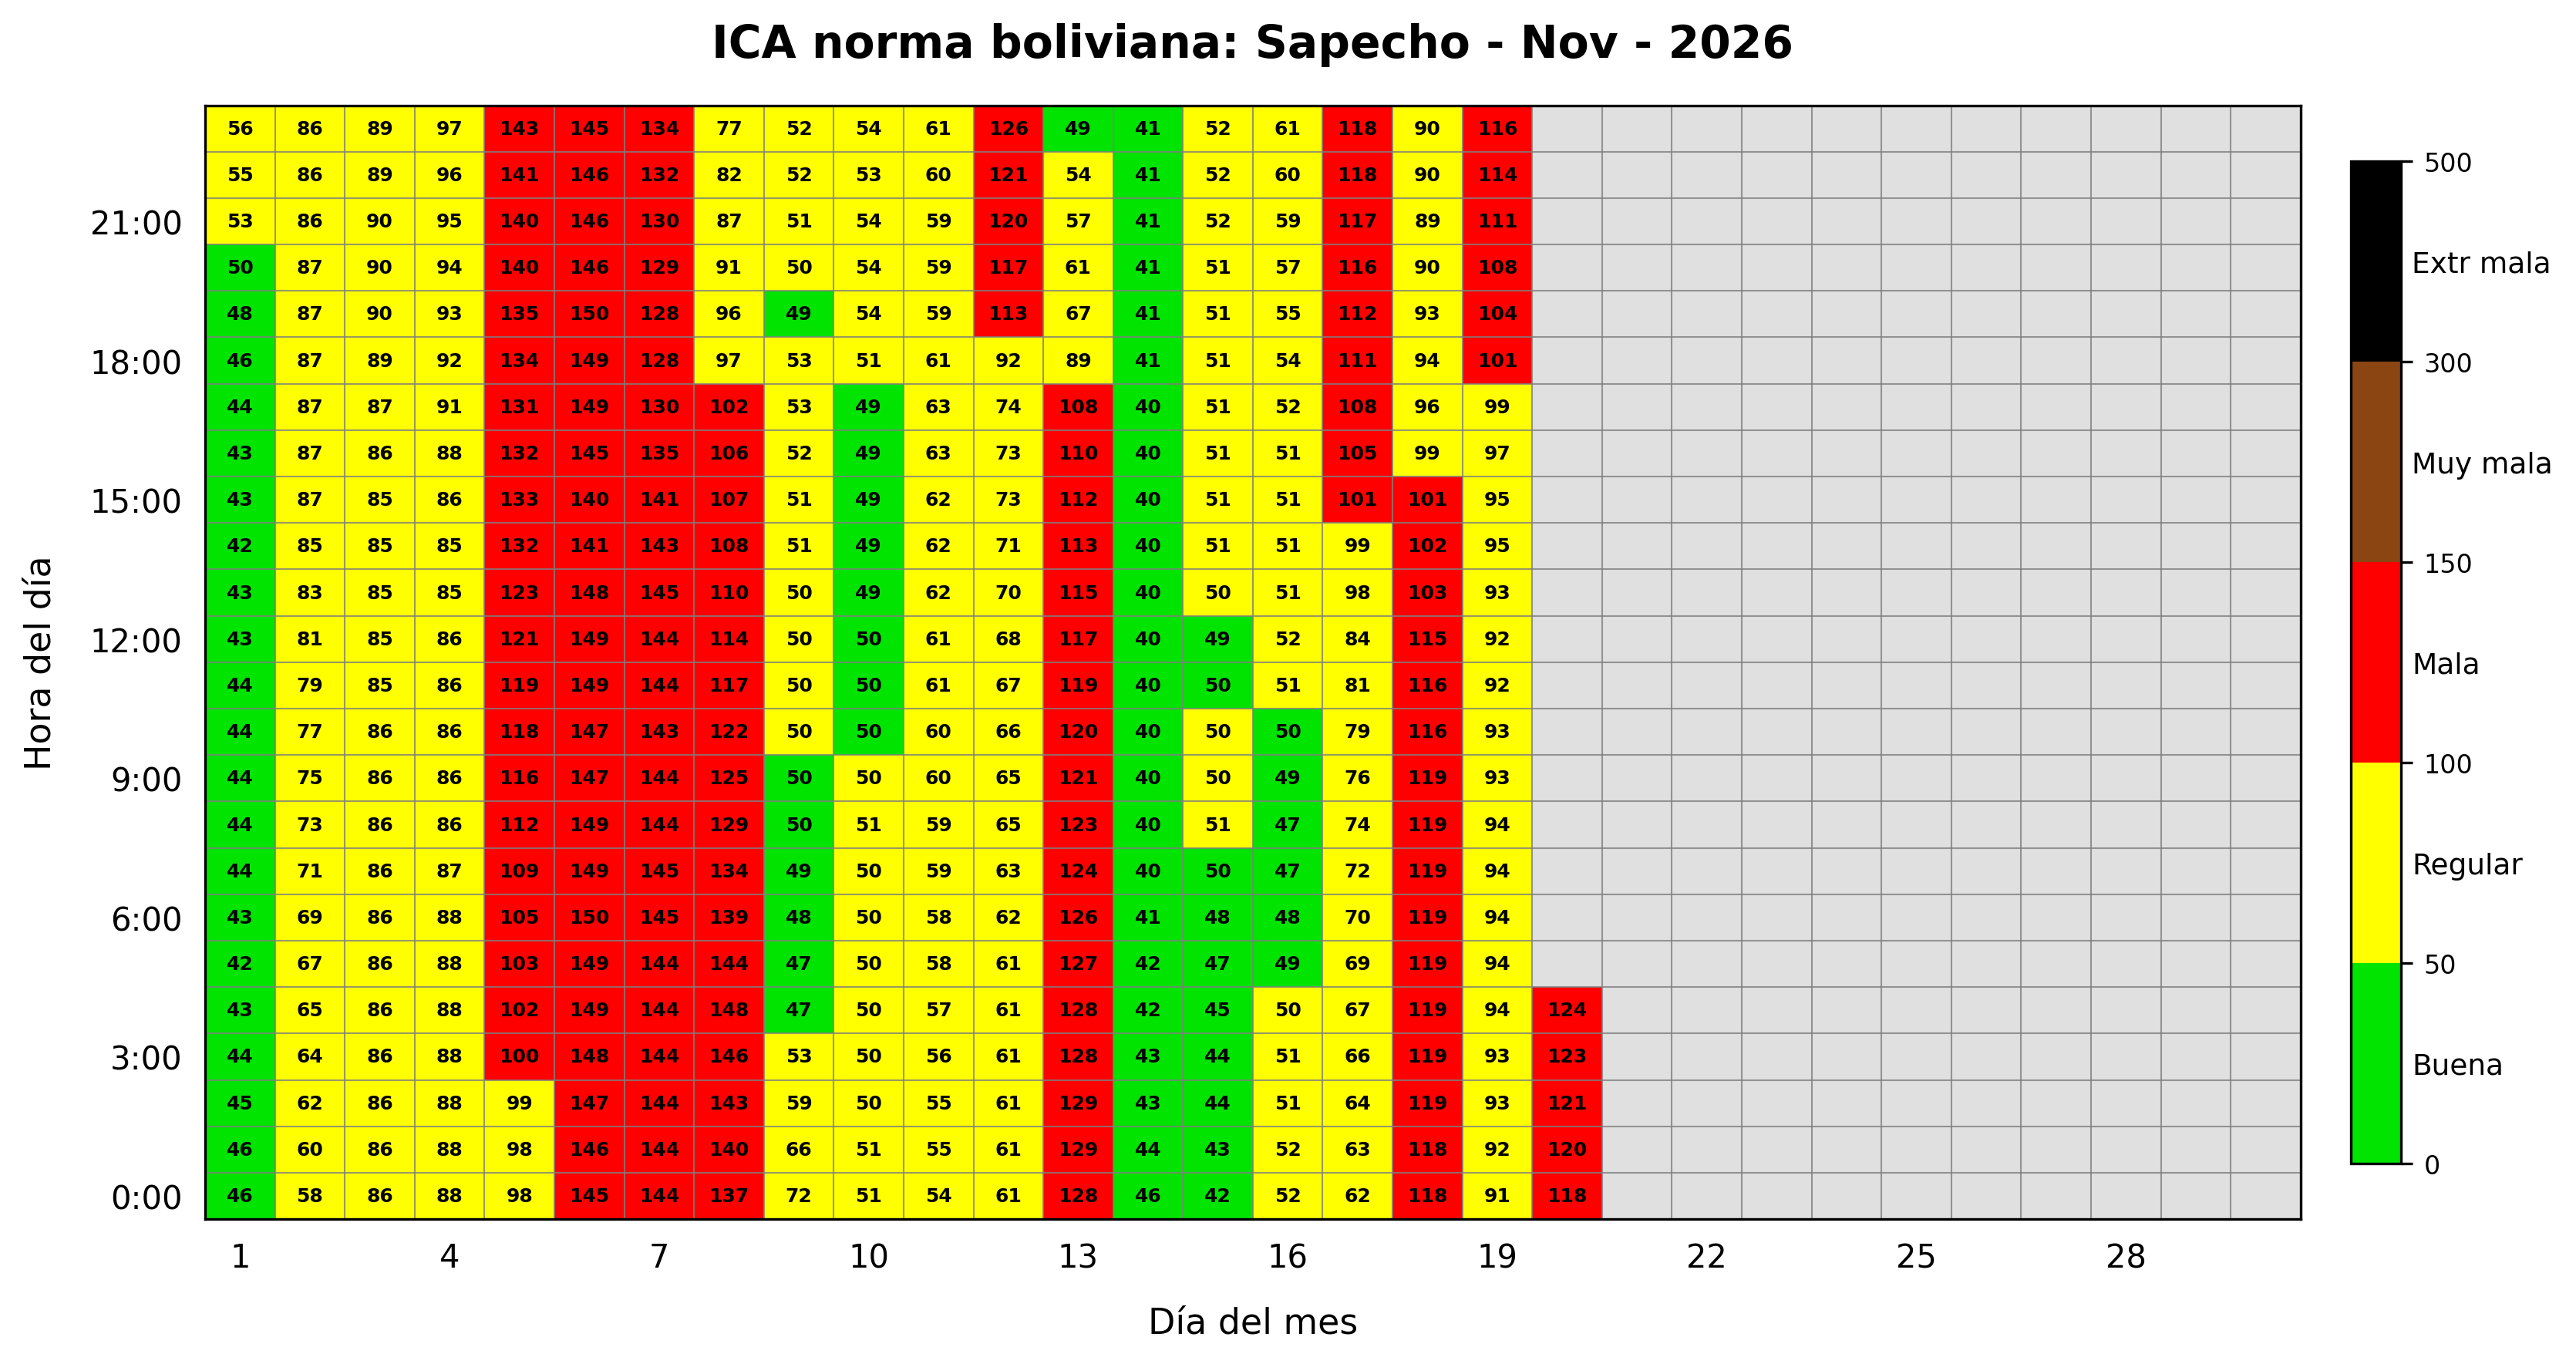 ICA norma boliviana: Sapecho - Nov - 2026
56 86 89 97 143 145 134 77 52 54 61 126 49 41 52 61 118 90 116
55 86 89 96 141 146 132 82 52 53 60 121 54 41 52 60 118 90 114
21:00 53 86 90 95 140 146 130 87 51 54 59 120 57 41 52 59 117 89 111
50 87 90 94 140 146 129 91 50 54 59 117 61 41 51 57 116 90 108
48 87 90 93 135 150 128 96 49 54 59 113 67 41 51 55 112 93 104
18:00 46 87 89 92 134 149 128 97 53 51 61 92 89 41 51 54 111 94 101
44 87 87 91 131 149 130 102 53 49 63 74 108 40 51 52 108 96 99
43 87 86 88 132 145 135 106 52 49 63 73 110 40 51 51 105 99 97
15:00 43 87 85 86 133 140 141 107 51 49 62 73 112 40 51 51 101 101 95
42 85 85 85 132 141 143 108 51 49 62 71 113 40 51 51 99 102 95
43 83 85 85 123 148 145 110 50 49 62 70 115 40 50 51 98 103 93
12:00 43 81 85 86 121 149 144 114 50 50 61 68 117 40 49 52 84 115 92
44 79 85 86 119 149 144 117 50 50 61 67 119 40 50 51 81 116 92
44 77 86 86 118 147 143 122 50 50 60 66 120 40 50 50 79 116 93
9:00 44 75 86 86 116 147 144 125 50 50 60 65 121 40 50 49 76 119 93
44 73 86 86 112 149 144 129 50 51 59 65 123 40 51 47 74 119 94
44 71 86 87 109 149 145 134 49 50 59 63 124 40 50 47 72 119 94
6:00 43 69 86 88 105 150 145 139 48 50 58 62 126 41 48 48 70 119 94
42 67 86 88 103 149 144 144 47 50 58 61 127 42 47 49 69 119 94
43 65 86 88 102 149 144 148 47 50 57 61 128 42 45 50 67 119 94 124
3:00 44 64 86 88 100 148 144 146 53 50 56 61 128 43 44 51 66 119 93 123
45 62 86 88 99 147 144 143 59 50 55 61 129 43 44 51 64 119 93 121
46 60 86 88 98 146 144 140 66 51 55 61 129 44 43 52 63 118 92 120
0:00 46 58 86 88 98 145 144 137 72 51 54 61 128 46 42 52 62 118 91 118
1 4 7 10 13 16 19 22 25 28
Día del mes
Hora del día
500
Extr mala
300
Muy mala
150
Mala
100
Regular
50
Buena
0